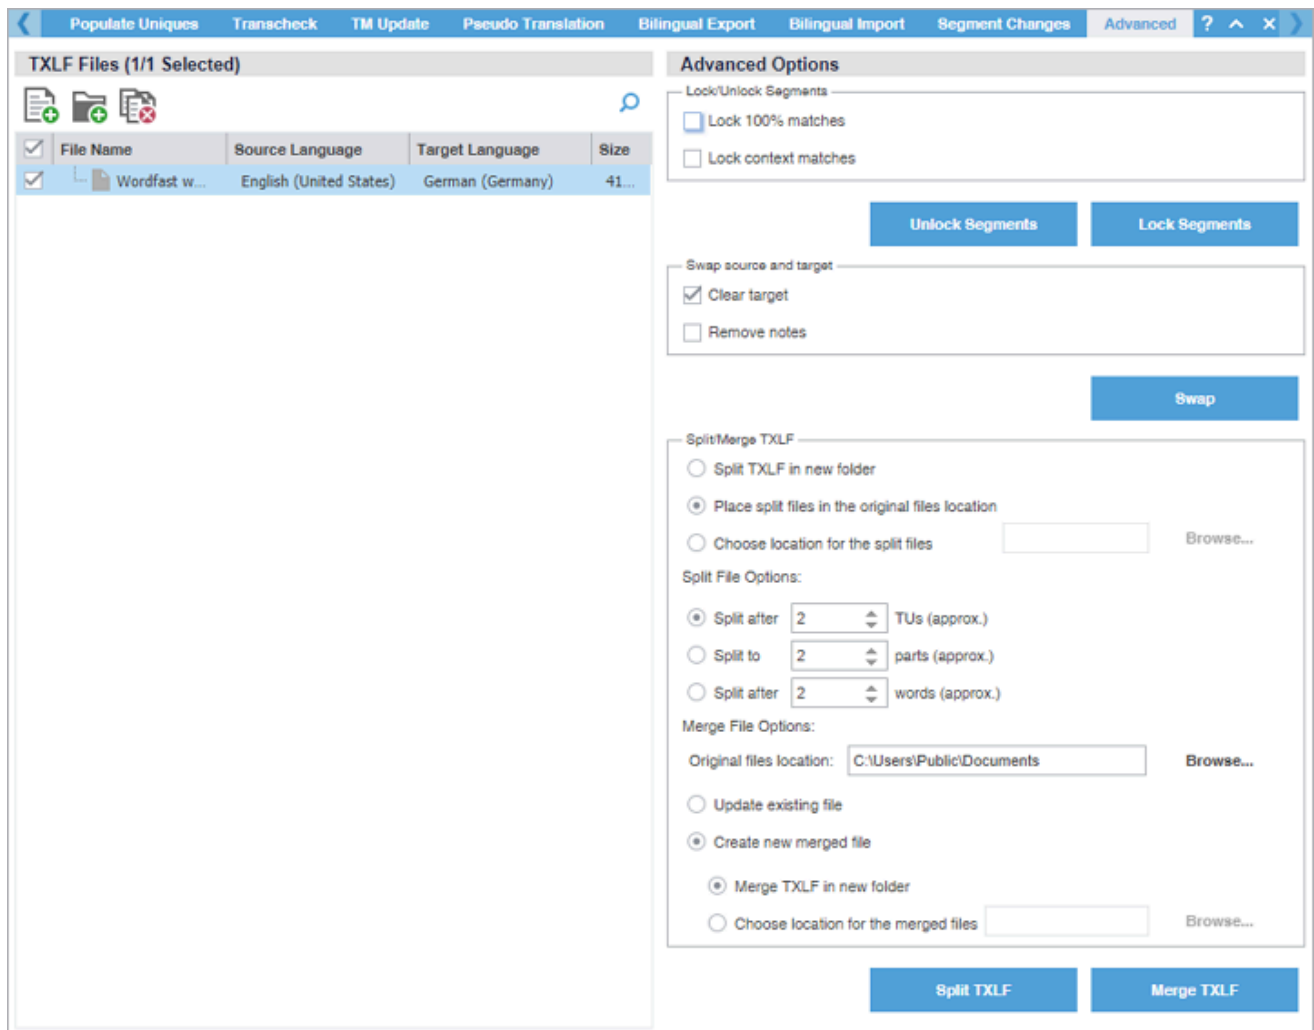 Populate Uniques Transcheck TM Update Pseudo Translation Bilingual Export Bilingual Import Segment Changes Advanced ?
TXLF Files (1/1 Selected)
File Name Source Language Target Language Size
Wordfast w... English (United States) German (Germany) 41...
Advanced Options
Lock/Unlock Segments
Lock 100% matches
Lock context matches
Unlock Segments Lock Segments
Swap source and target
Clear target
Remove notes
Swap
Split/Merge TXLF
Split TXLF in new folder
Place split files in the original files location
Choose location for the split files Browse...
Split File Options:
Split after 2 TUs (approx.)
Split to 2 parts (approx.)
Split after 2 words (approx.)
Merge File Options:
Original files location: C:\Users\Public\Documents Browse...
Update existing file
Create new merged file
Merge TXLF in new folder
Choose location for the merged files Browse...
Split TXLF Merge TXLF